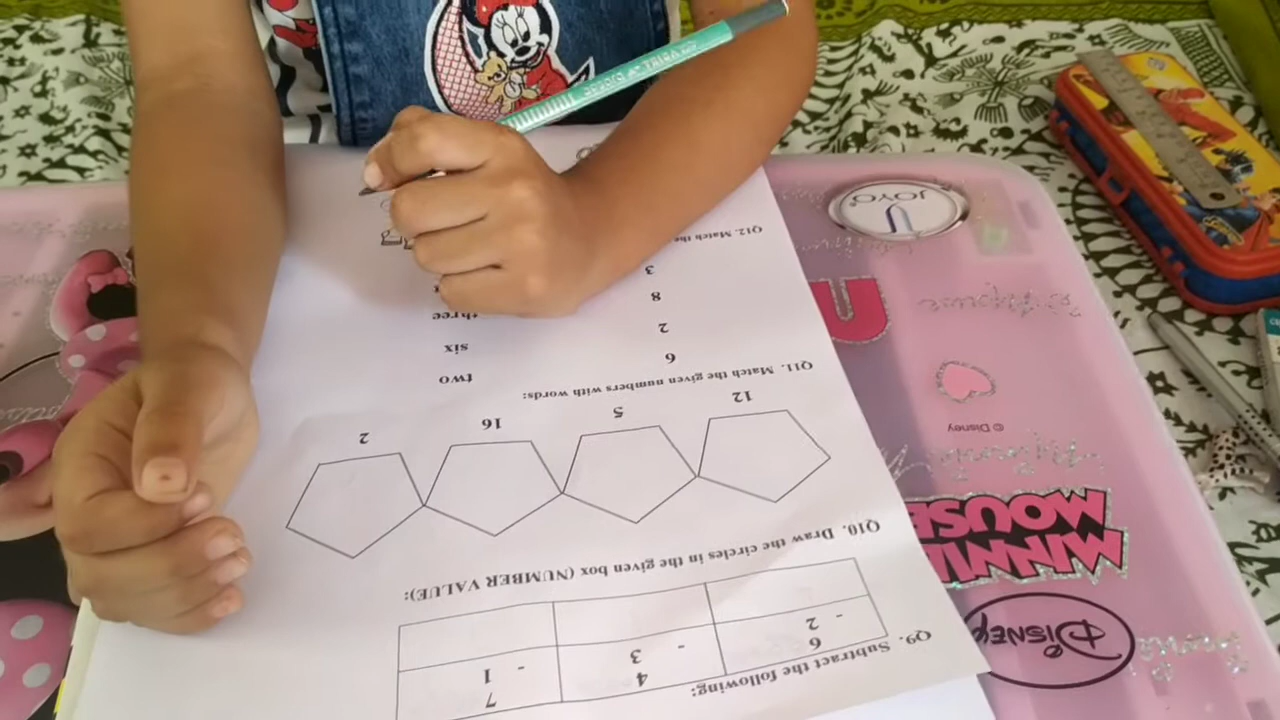 Q9. Subtract the following:
6 4 7
- 2 - 3 - 1
Q10. Draw the circles in the given box (NUMBER VALUE):
12 5 16 2
Q11. Match the given numbers with words:
6 two
2 six
8 three
3
Q12. Match the
DISNEY
MINNIE
MOUSE
© Disney
U
JOYO